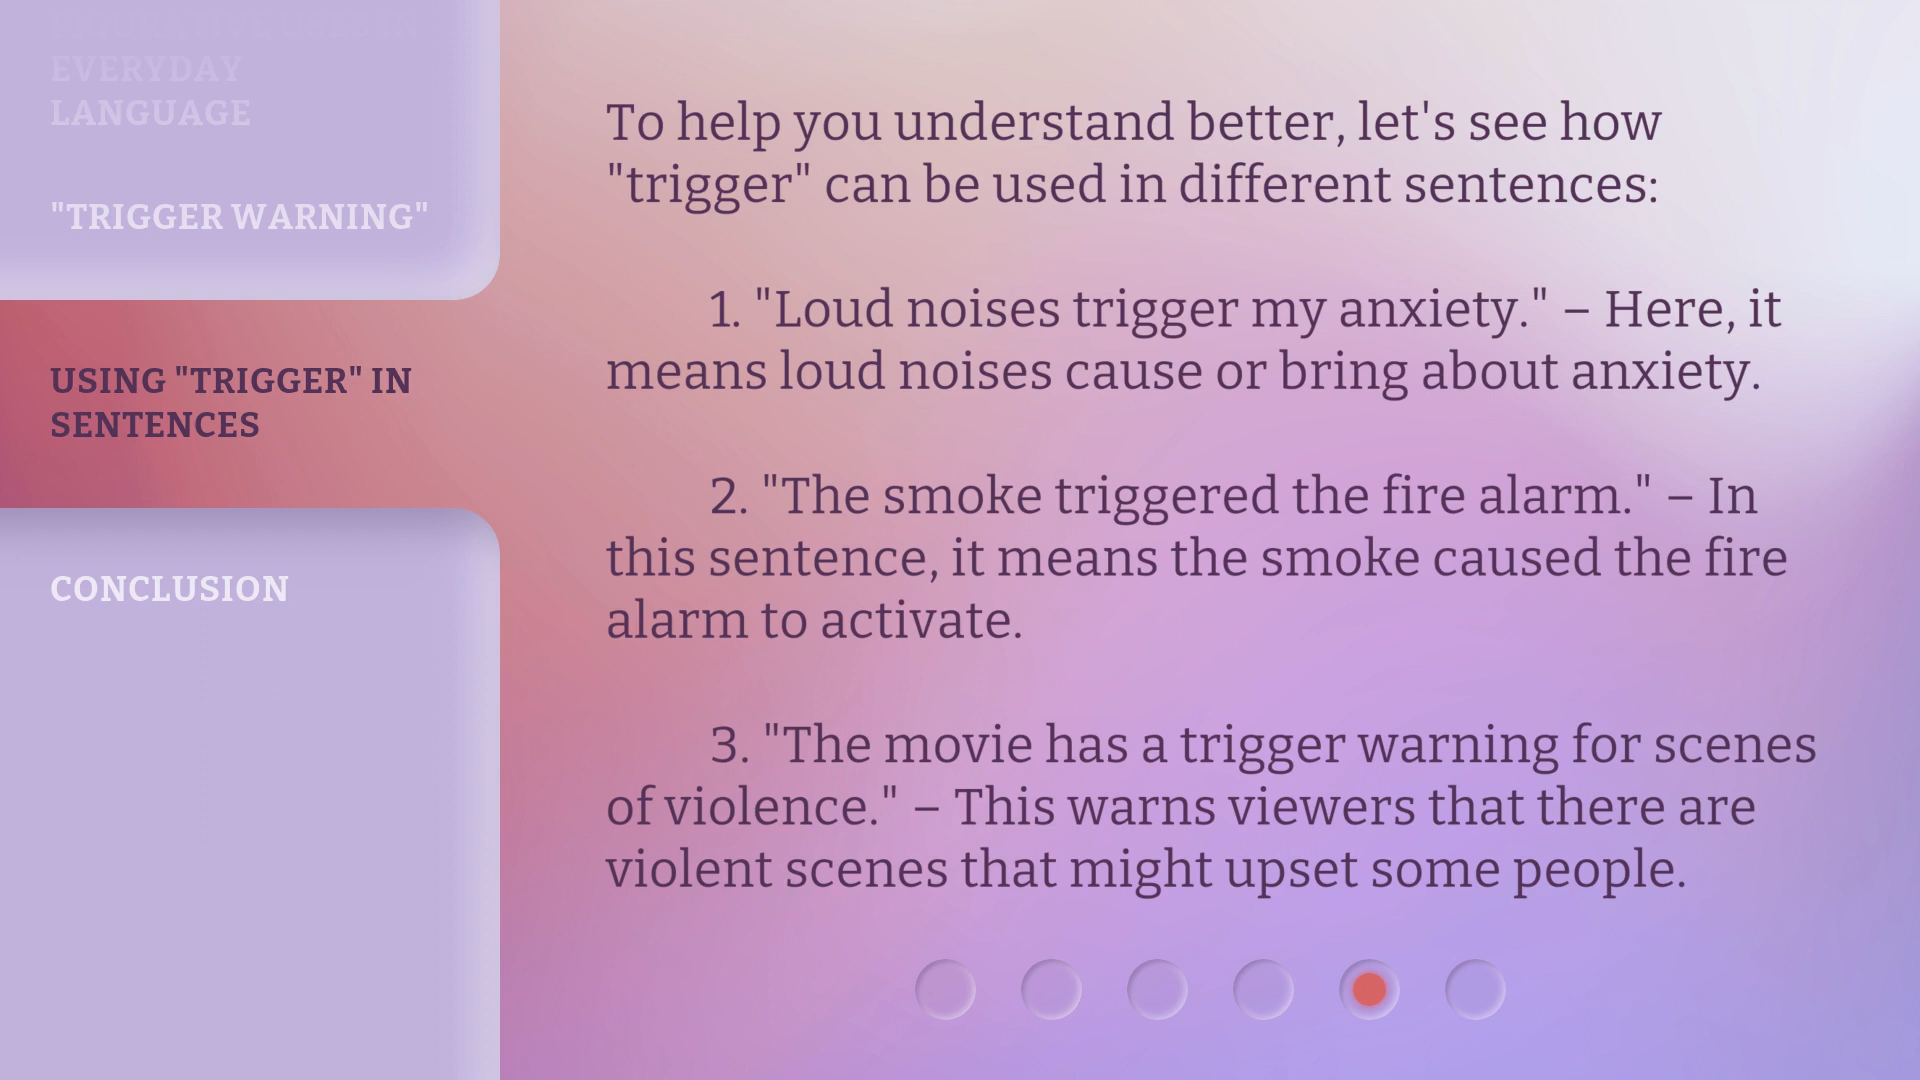 FIGURATIVE USES IN
EVERYDAY
LANGUAGE
"TRIGGER WARNING"
USING "TRIGGER" IN
SENTENCES
CONCLUSION
To help you understand better, let's see how
"trigger" can be used in different sentences:
1. "Loud noises trigger my anxiety." – Here, it
means loud noises cause or bring about anxiety.
2. "The smoke triggered the fire alarm." – In
this sentence, it means the smoke caused the fire
alarm to activate.
3. "The movie has a trigger warning for scenes
of violence." – This warns viewers that there are
violent scenes that might upset some people.